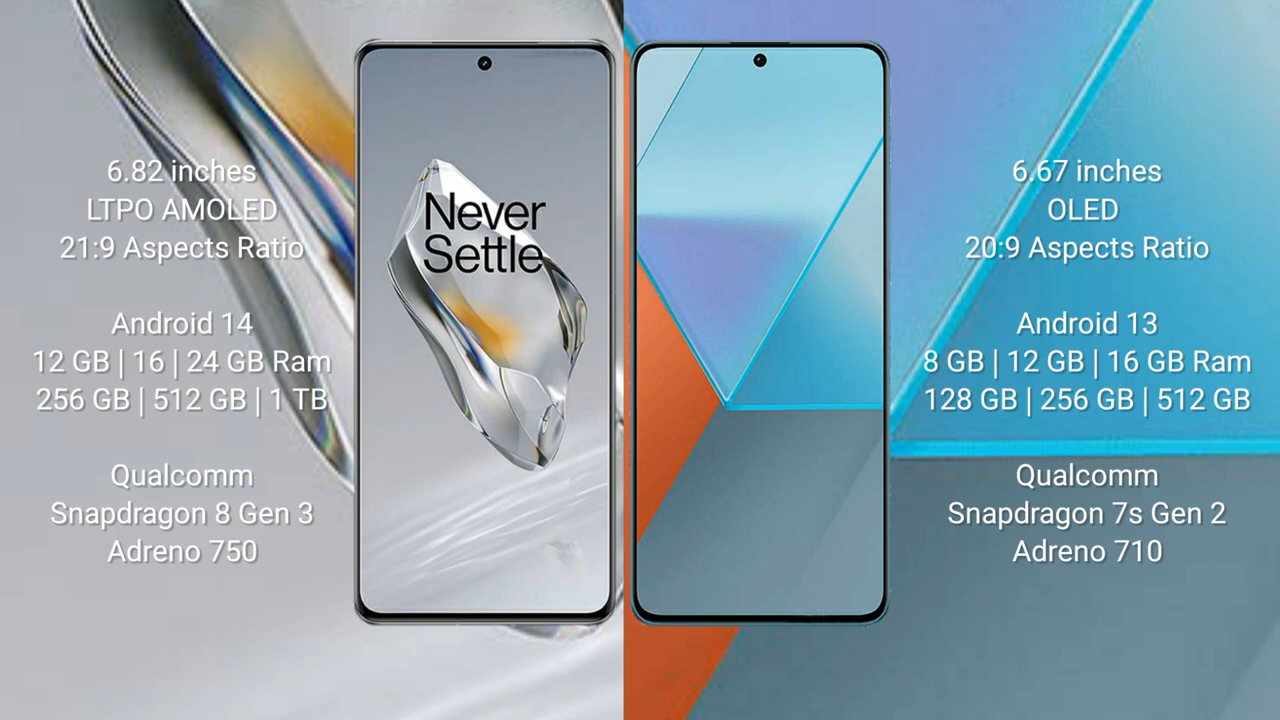 6.82 inches
LTPO AMOLED
21:9 Aspects Ratio
Android 14
12 GB | 16 | 24 GB Ram
256 GB | 512 GB | 1 TB
Qualcomm
Snapdragon 8 Gen 3
Adreno 750
Never
Settle
6.67 inches
OLED
20:9 Aspects Ratio
Android 13
8 GB | 12 GB | 16 GB Ram
128 GB | 256 GB | 512 GB
Qualcomm
Snapdragon 7s Gen 2
Adreno 710